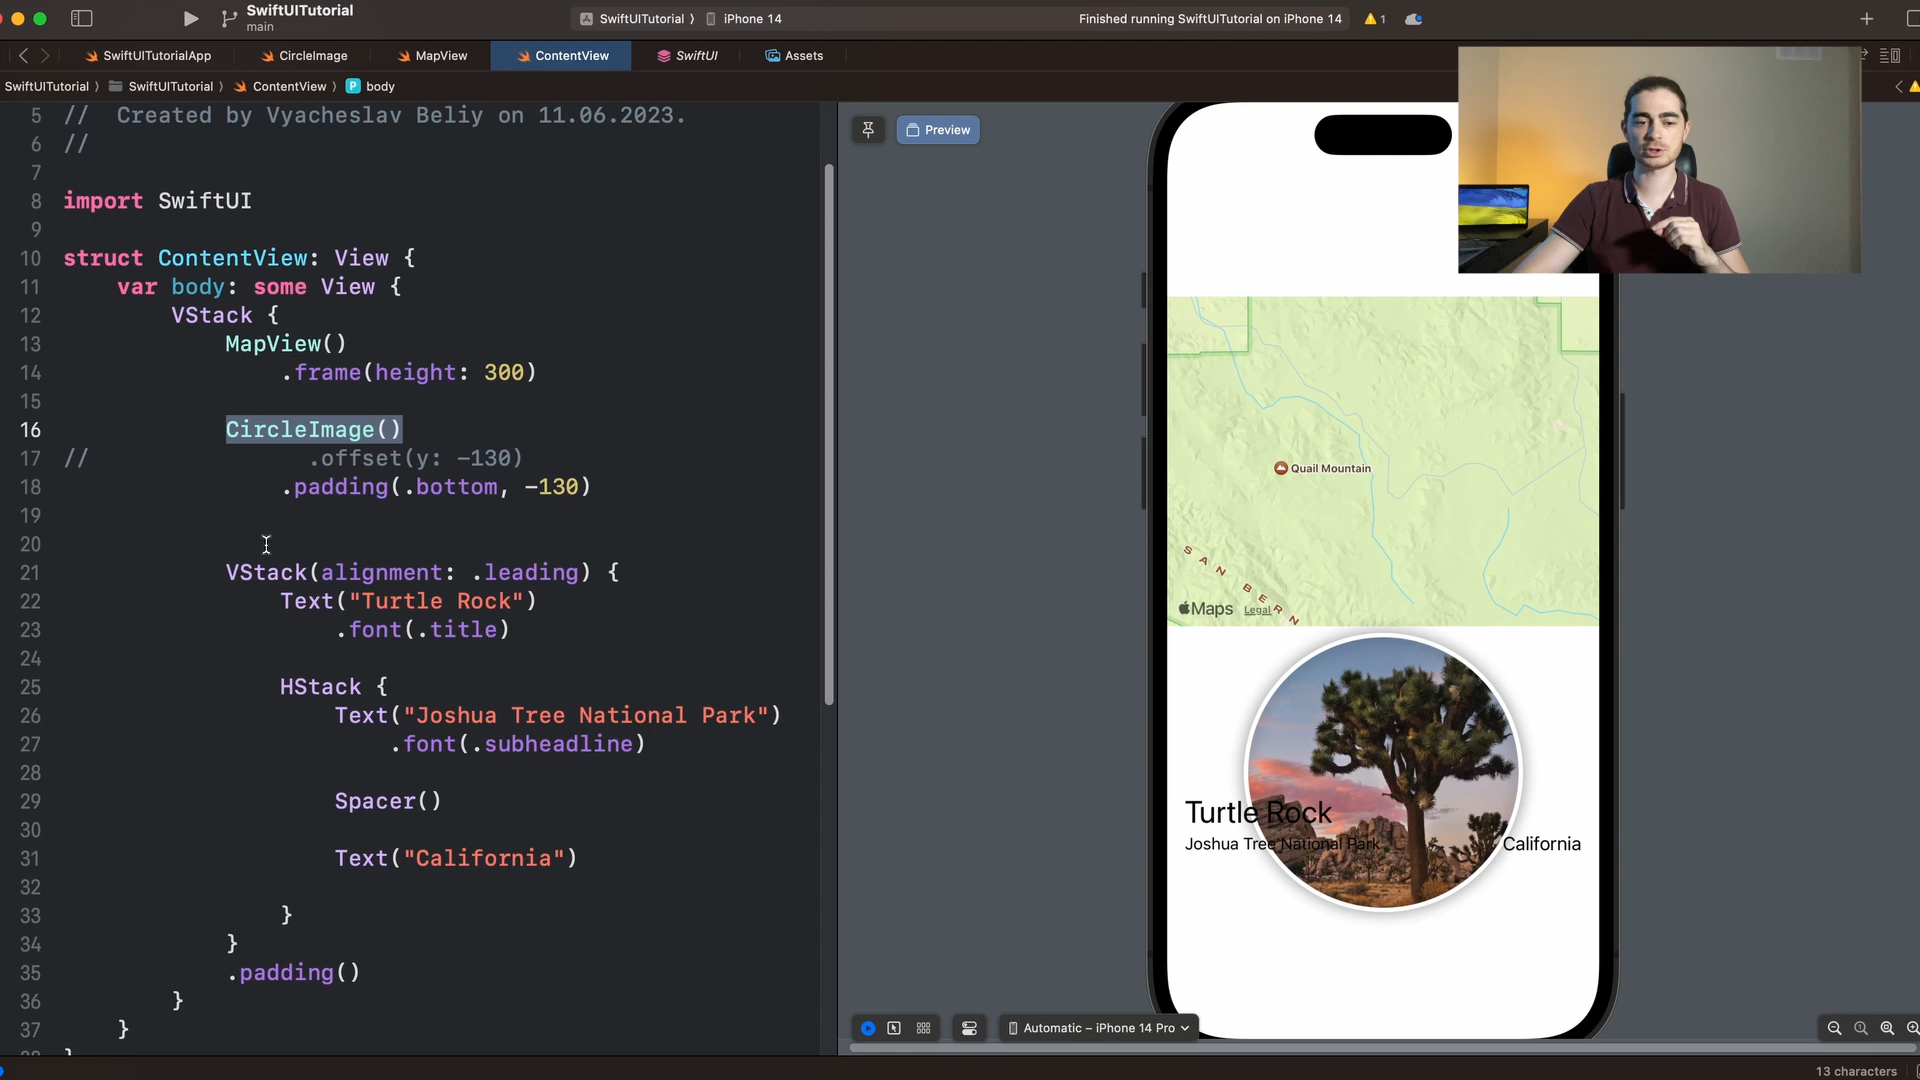 SwiftUITutorial
main
SwiftUITutorial 〉 iPhone 14
Finished running SwiftUITutorial on iPhone 14
1
SwiftUITutorialApp
CircleImage
MapView
ContentView
SwiftUI
Assets
SwiftUITutorial 〉 SwiftUITutorial 〉 ContentView 〉 P body
5 //  Created by Vyacheslav Beliy on 11.06.2023.
6 //
7
8 import SwiftUI
9
10 struct ContentView: View {
11     var body: some View {
12         VStack {
13             MapView()
14                 .frame(height: 300)
15
16             CircleImage()
17 //                .offset(y: -130)
18                 .padding(.bottom, -130)
19
20
21             VStack(alignment: .leading) {
22                 Text("Turtle Rock")
23                     .font(.title)
24
25                 HStack {
26                     Text("Joshua Tree National Park")
27                         .font(.subheadline)
28
29                     Spacer()
30
31                     Text("California")
32
33                 }
34             }
35             .padding()
36         }
37     }
Preview
Quail Mountain
SAN BERN
Maps Legal
Turtle Rock
Joshua Tree National Park
California
Automatic – iPhone 14 Pro
13 characters